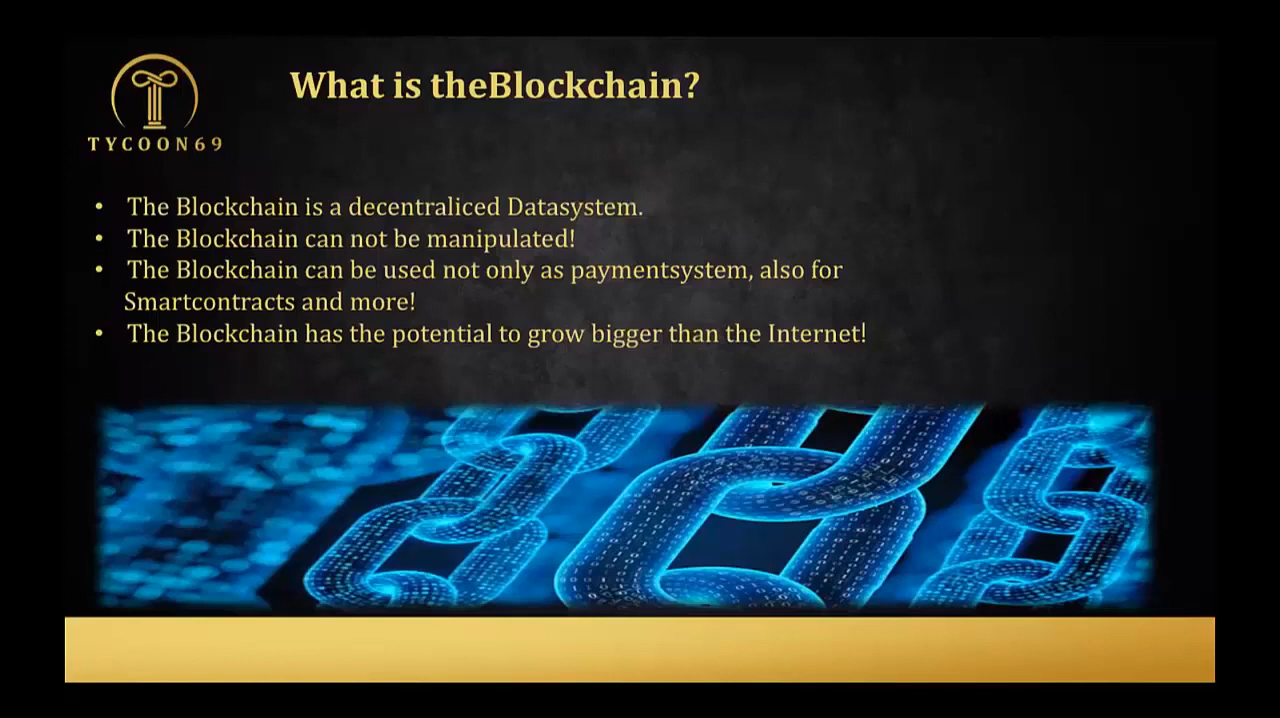 TYCOON69
What is theBlockchain?
• The Blockchain is a decentraliced Datasystem.
• The Blockchain can not be manipulated!
• The Blockchain can be used not only as paymentsystem, also for
Smartcontracts and more!
• The Blockchain has the potential to grow bigger than the Internet!